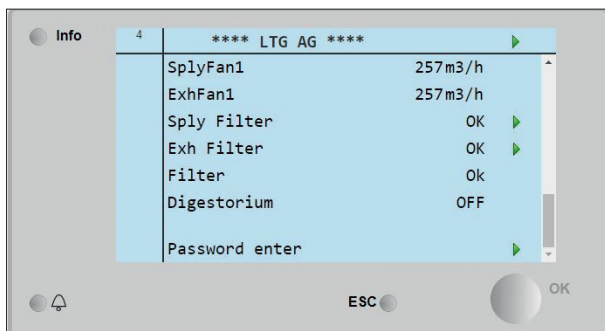 Info
4 **** LTG AG ****
SplyFan1 257m3/h
ExhFan1 257m3/h
Sply Filter OK
Exh Filter OK
Filter Ok
Digestorium OFF
Password enter
ESC OK